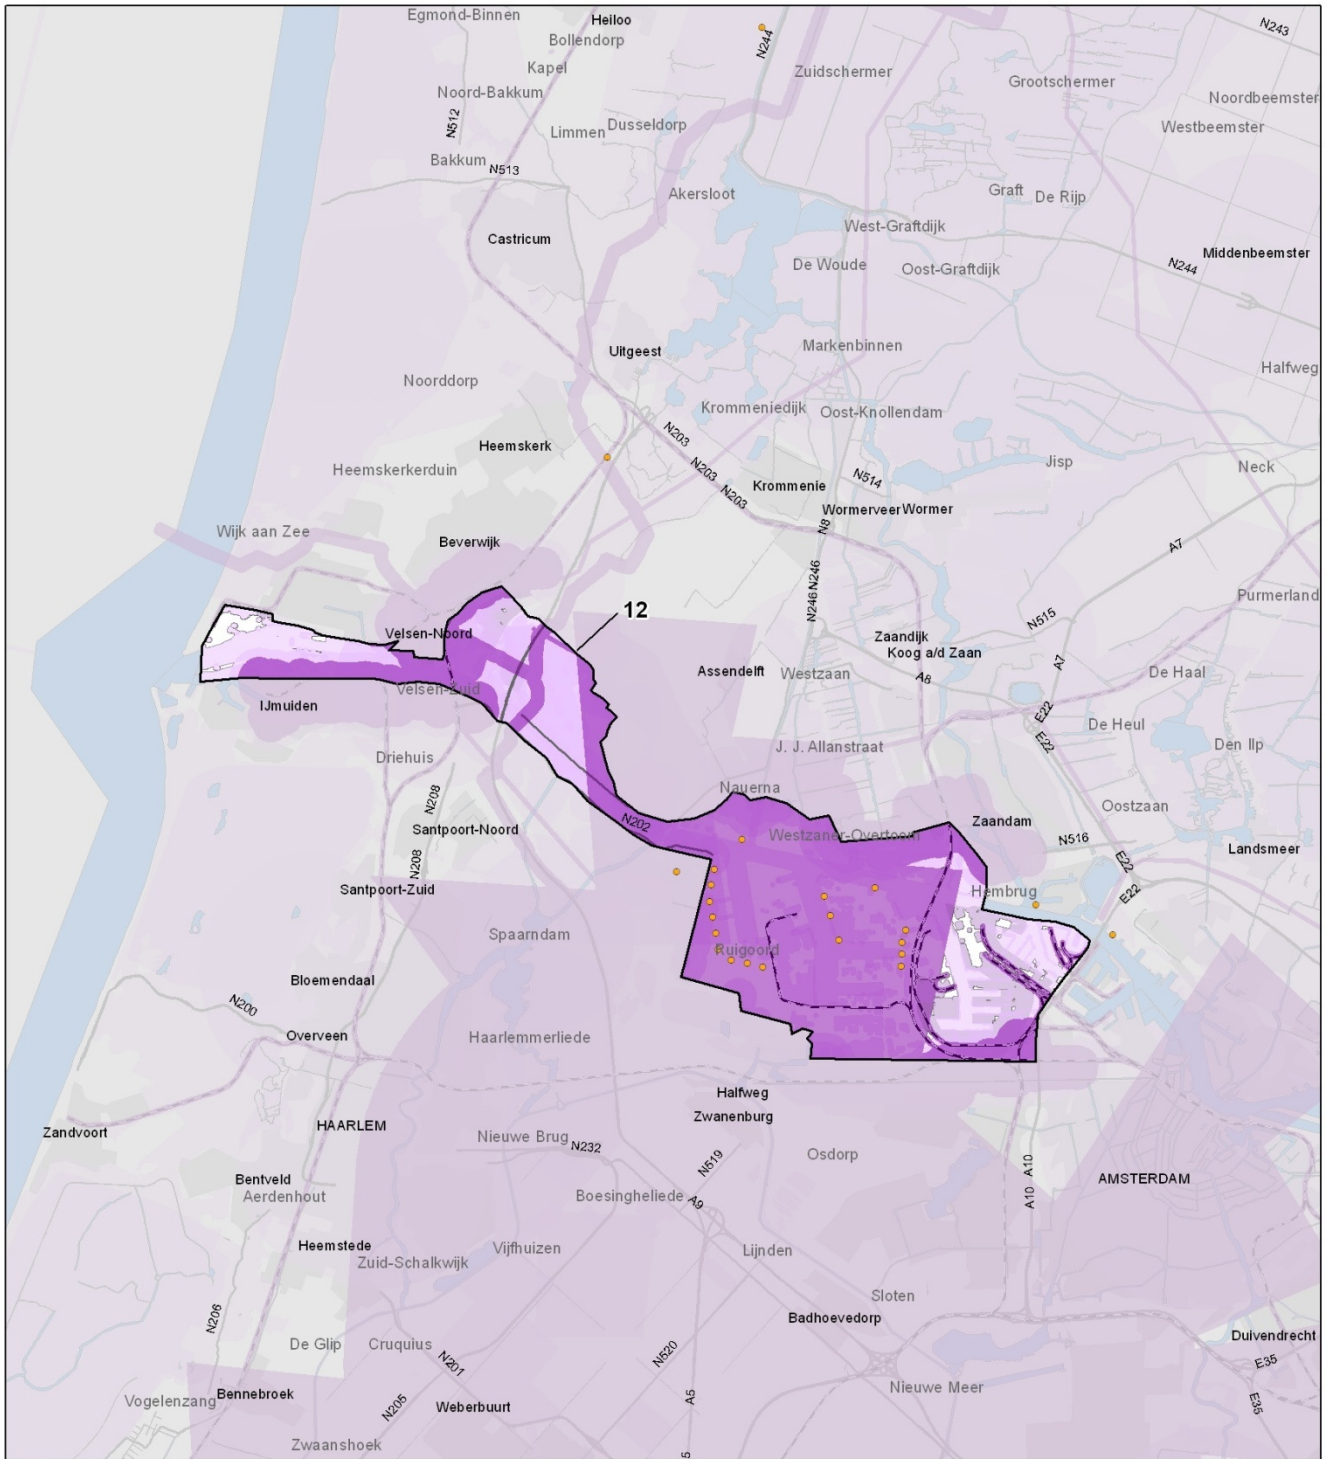 Egmond-Binnen
Heiloo
N243
Bollendorp
N244
Kapel
Zuidschermer
Grootschermer
Noord-Bakkum
Noordbeemster
N512
Limmen
Dusseldorp
Westbeemster
Bakkum
N513
Akersloot
Graft
De Rijp
West-Graftdijk
Castricum
Middenbeemster
De Woude
Oost-Graftdijk
N244
Uitgeest
Markenbinnen
Halfweg
Noorddorp
Krommeniedijk
Oost-Knollendam
N203
Heemskerk
N203
Jisp
Neck
Heemskerkerduin
N203
Krommenie
N514
Wormerveer
Wormer
Wijk aan Zee
N8
Beverwijk
A7
N246
N246
Purmerland
12
N515
Velsen-Noord
Zaandijk
Koog a/d Zaan
A7
Assendelft
Westzaan
A8
De Haal
Velsen-Zuid
IJmuiden
E22
De Heul
E22
Den Ilp
J. J. Allanstraat
Driehuis
Nauerna
N208
Oostzaan
N202
Santpoort-Noord
Westzaner-Overtoom
Zaandam
N516
Landsmeer
N208
E22
Santpoort-Zuid
Hembrug
E22
Spaarndam
Ruigoord
Bloemendaal
N200
Overveen
Haarlemmerliede
Halfweg
Zwanenburg
Zandvoort
HAARLEM
Nieuwe Brug
N232
N519
Osdorp
A10
A10
AMSTERDAM
Bentveld
Aerdenhout
Boesingheliede
A9
Heemstede
Vijfhuizen
Lijnden
Zuid-Schalkwijk
Sloten
N206
Badhoevedorp
De Glip
Cruquius
N201
N520
Duivendrecht
E35
Nieuwe Meer
Vogelenzang
Bennebroek
N205
Weberbuurt
A5
E35
Zwaanshoek
5